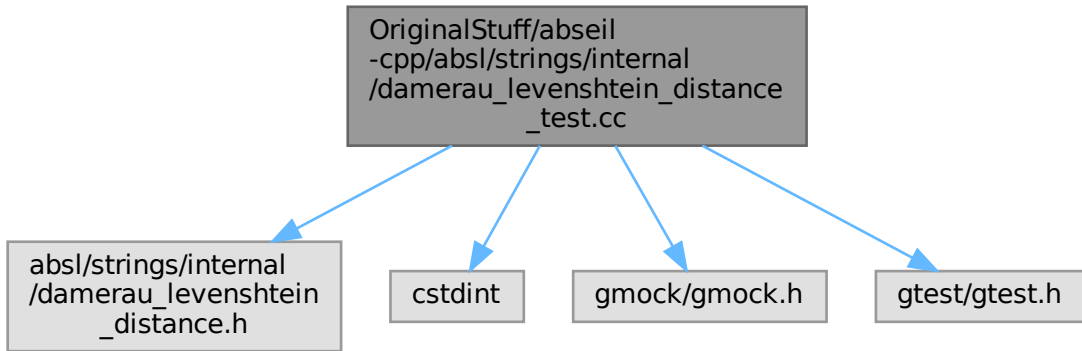 OriginalStuff/abseil
-cpp/absl/strings/internal
/damerau_levenshtein_distance
_test.cc
absl/strings/internal
/damerau_levenshtein
_distance.h
cstdint
gmock/gmock.h
gtest/gtest.h